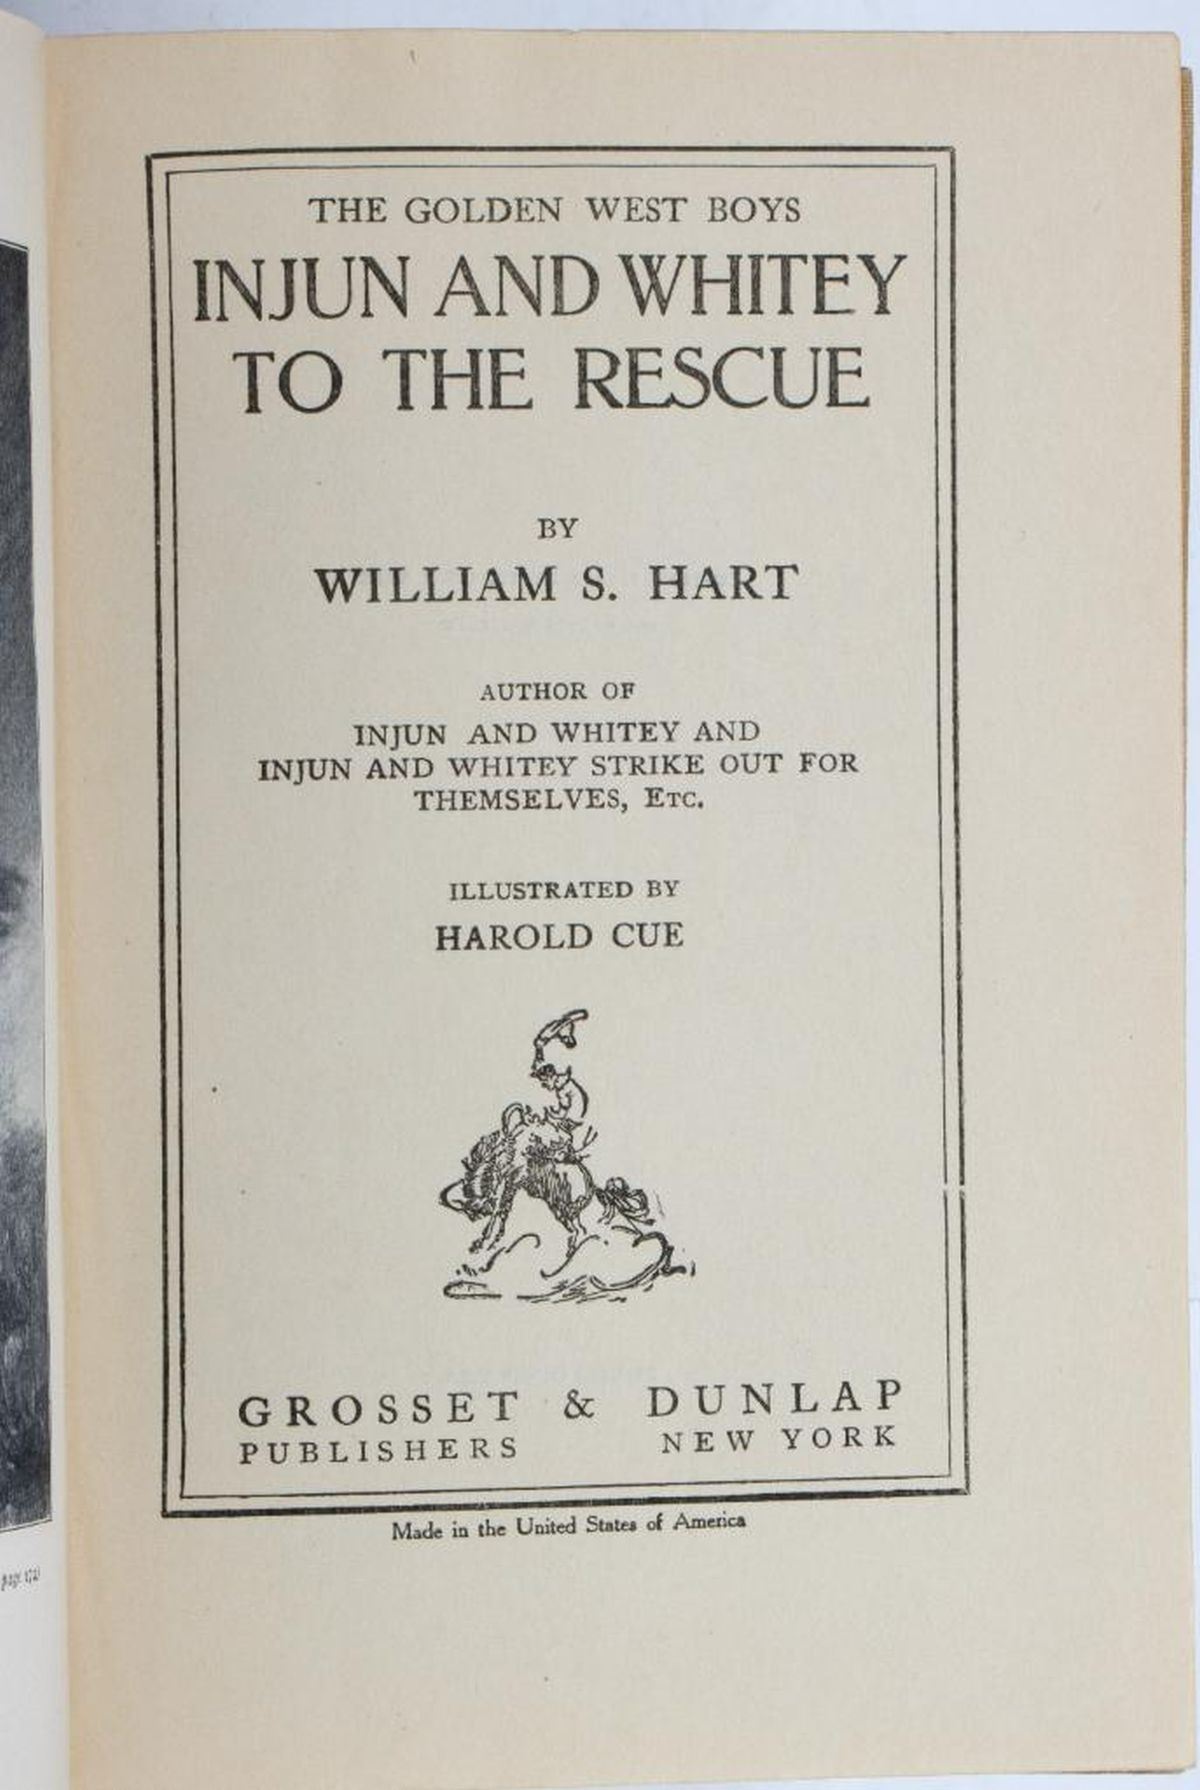 THE GOLDEN WEST BOYS
INJUN AND WHITEY
TO THE RESCUE
BY
WILLIAM S. HART
AUTHOR OF
INJUN AND WHITEY AND
INJUN AND WHITEY STRIKE OUT FOR
THEMSELVES, ETC.
ILLUSTRATED BY
HAROLD CUE
GROSSET & DUNLAP
PUBLISHERS NEW YORK
Made in the United States of America
page 172)